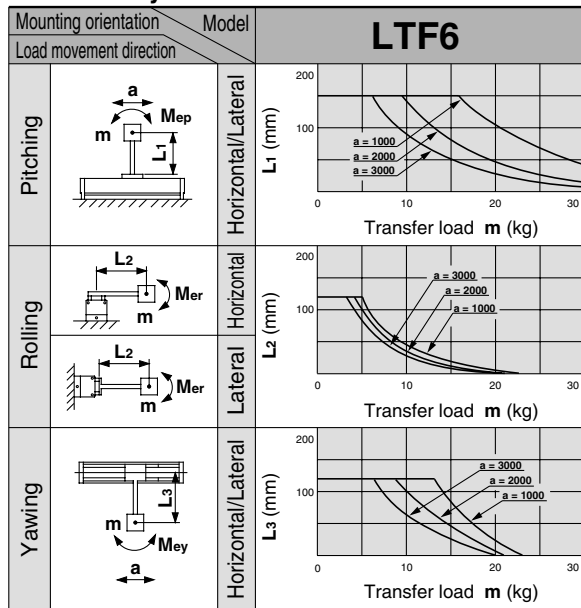 Mounting orientation Model
Load movement direction
LTF6
Pitching
a
Mep
m
L1
Horizontal/Lateral
L1 (mm)
200
100
a = 1000
a = 2000
a = 3000
0 10 20 30
Transfer load m (kg)
Rolling
L2
Mer
m
Horizontal
L2
Mer
m
Lateral
L2 (mm)
200
100
a = 3000
a = 2000
a = 1000
0 10 20 30
Transfer load m (kg)
Yawing
L3
m
Mey
a
Horizontal/Lateral
L3 (mm)
200
100
a = 3000
a = 2000
a = 1000
0 10 20 30
Transfer load m (kg)